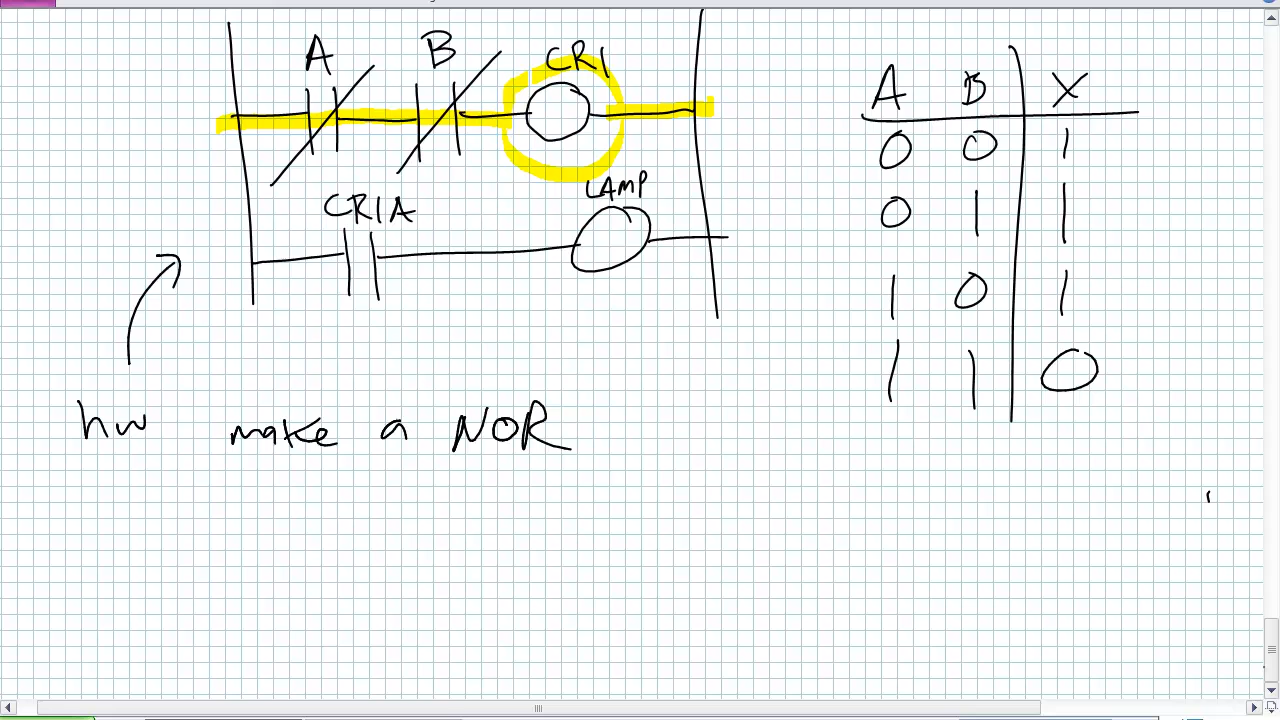 A B CR1
CR1A LAMP
A B X
0 0 1
0 1 1
1 0 1
1 1 0
hw make a NOR